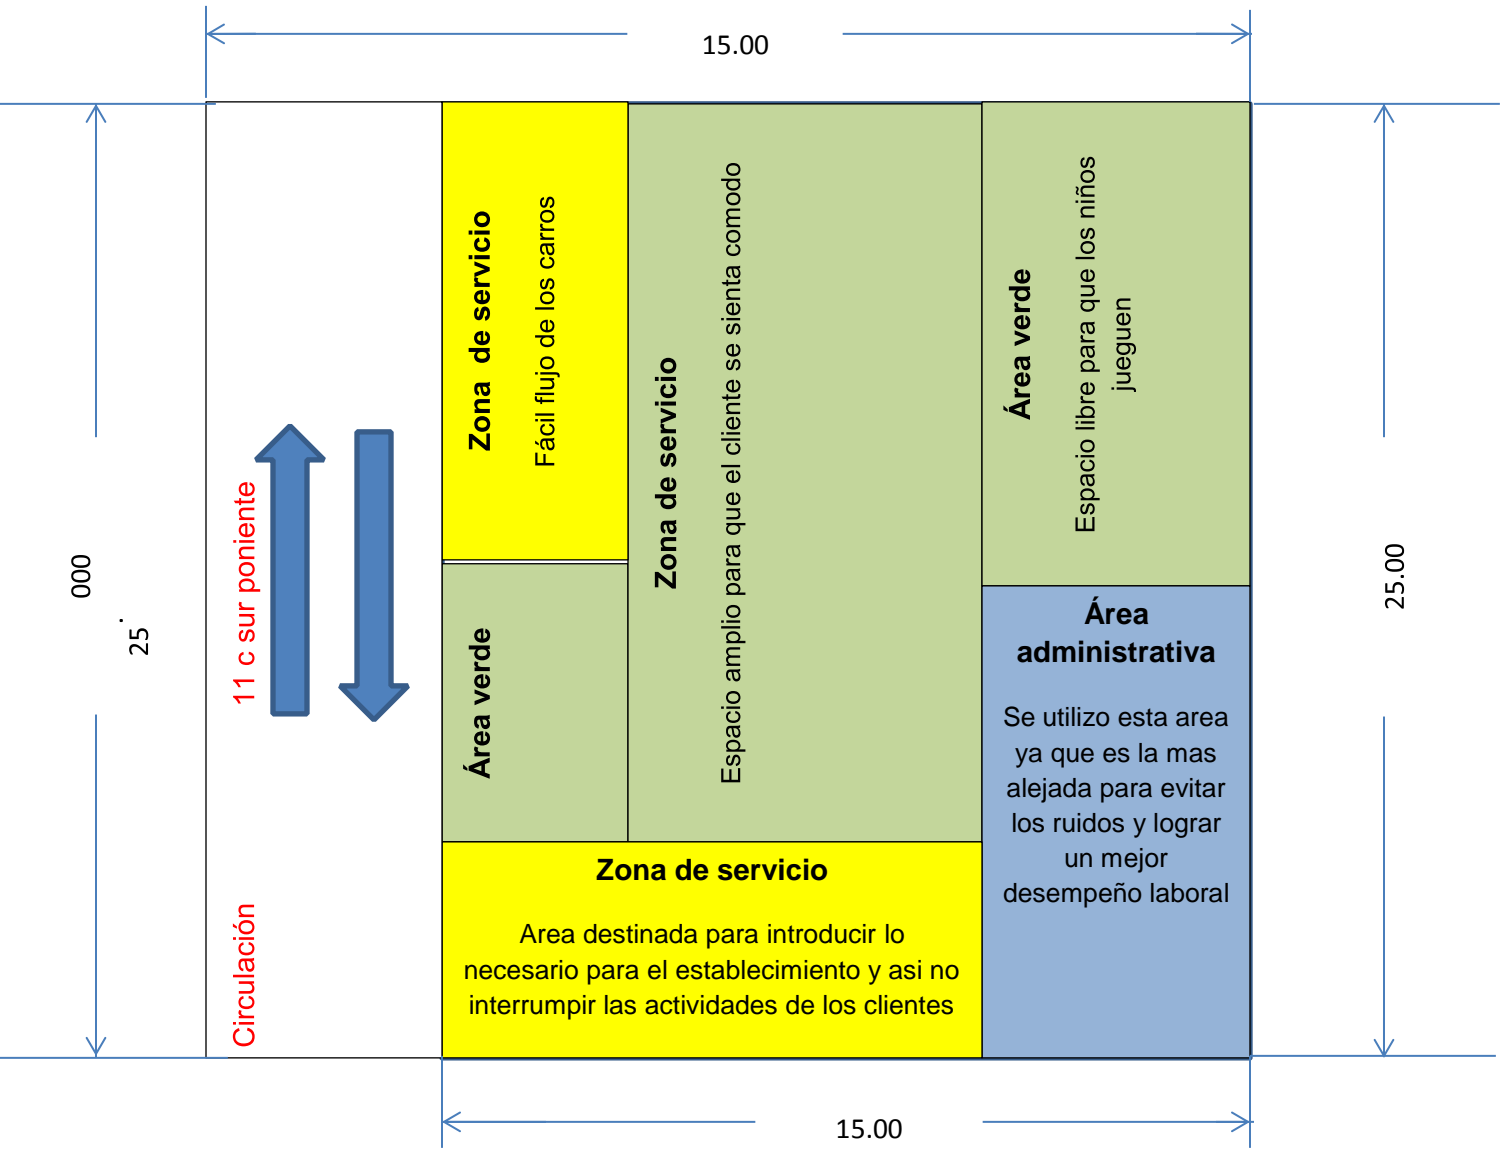 15.00
000
.
25
25.00
11 c sur poniente
Circulación
Zona de servicio
Fácil flujo de los carros
Área verde
Zona de servicio
Espacio amplio para que el cliente se sienta comodo
Área verde
Espacio libre para que los niños
jueguen
Área
administrativa
Se utilizo esta area
ya que es la mas
alejada para evitar
los ruidos y lograr
un mejor
desempeño laboral
Zona de servicio
Area destinada para introducir lo
necesario para el establecimiento y asi no
interrumpir las actividades de los clientes
15.00